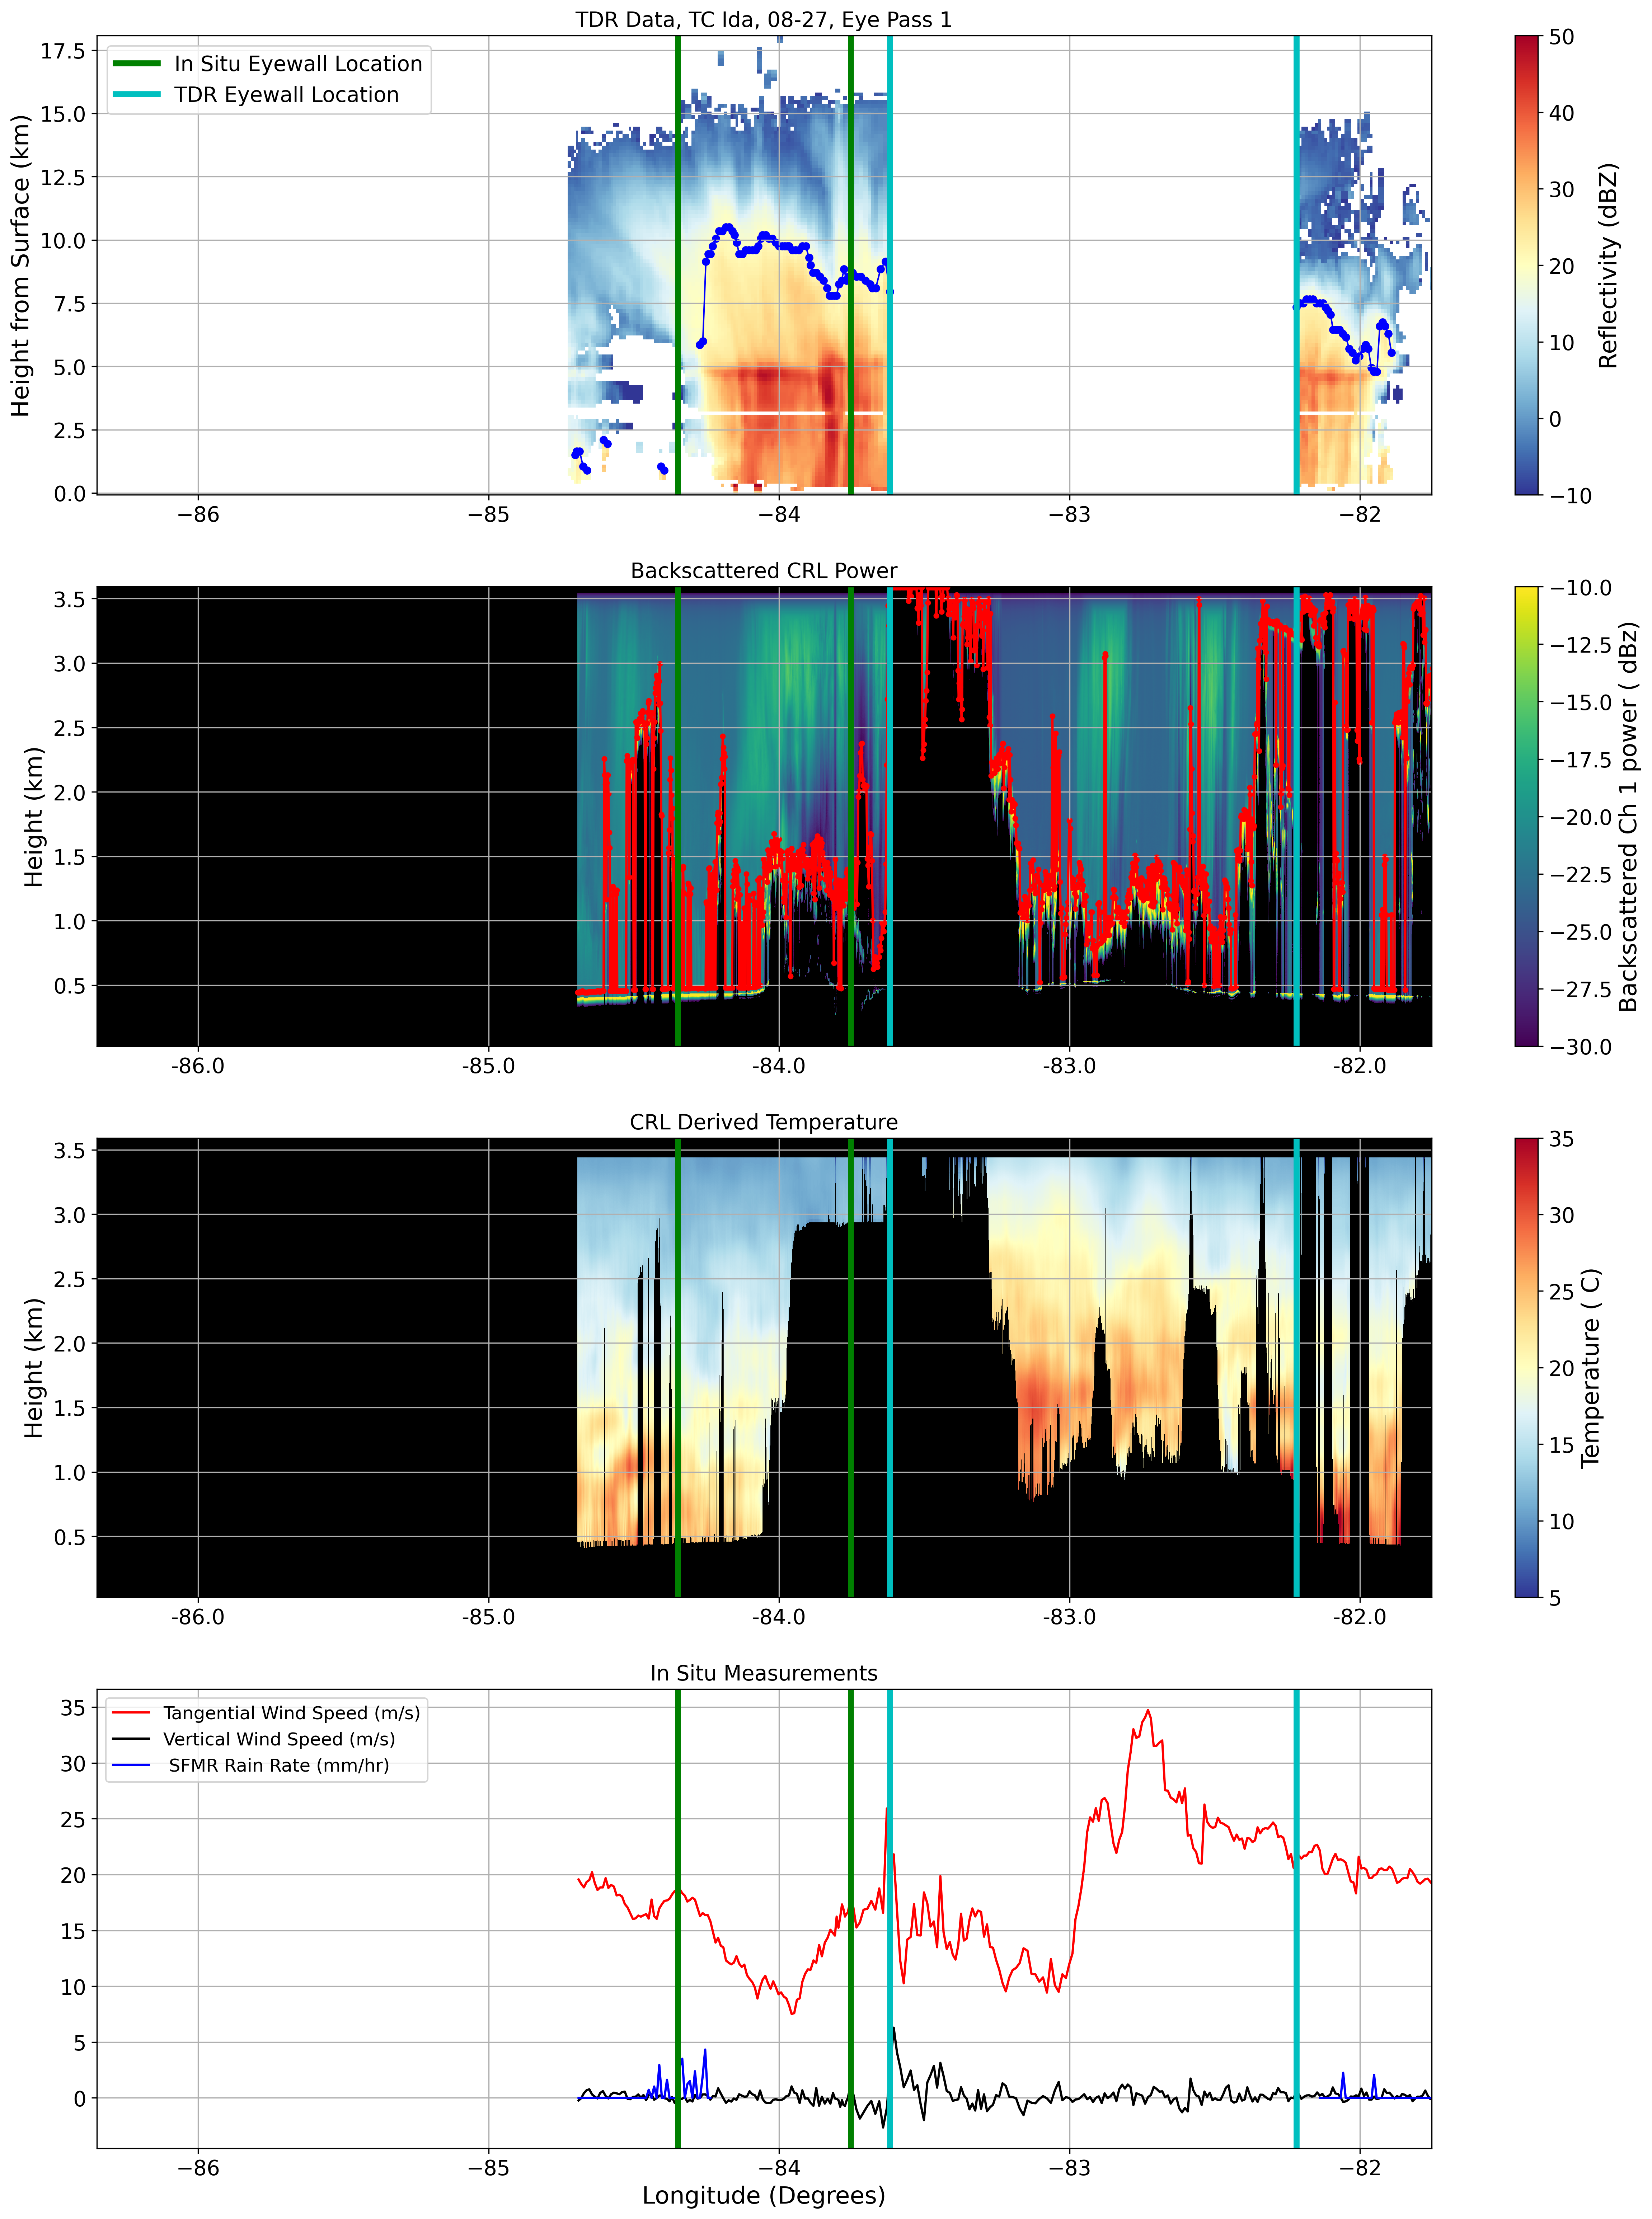 TDR Data, TC Ida, 08-27, Eye Pass 1
In Situ Eyewall Location
TDR Eyewall Location
Height from Surface (km)
17.5
15.0
12.5
10.0
7.5
5.0
2.5
0.0
−86 −85 −84 −83 −82
50
40
30
20
10
0
−10
Reflectivity (dBZ)
Backscattered CRL Power
Height (km)
3.5
3.0
2.5
2.0
1.5
1.0
0.5
-86.0 -85.0 -84.0 -83.0 -82.0
−10.0
−12.5
−15.0
−17.5
−20.0
−22.5
−25.0
−27.5
−30.0
Backscattered Ch 1 power ( dBz)
CRL Derived Temperature
Height (km)
3.5
3.0
2.5
2.0
1.5
1.0
0.5
-86.0 -85.0 -84.0 -83.0 -82.0
35
30
25
20
15
10
5
Temperature ( C)
In Situ Measurements
Tangential Wind Speed (m/s)
Vertical Wind Speed (m/s)
SFMR Rain Rate (mm/hr)
35
30
25
20
15
10
5
0
−86 −85 −84 −83 −82
Longitude (Degrees)